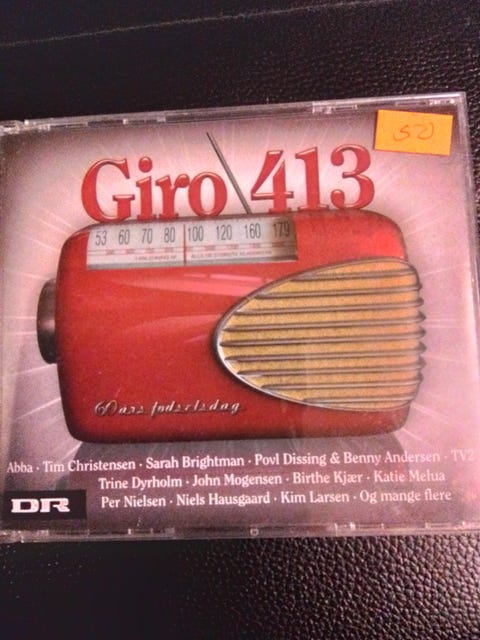 Giro 413
53 60 70 80 100 120 160 179
60 års fødselsdag
Abba · Tim Christensen · Sarah Brightman · Povl Dissing & Benny Andersen · TV2
Trine Dyrholm · John Mogensen · Birthe Kjær · Katie Melua
DR
Per Nielsen · Niels Hausgaard · Kim Larsen · Og mange flere